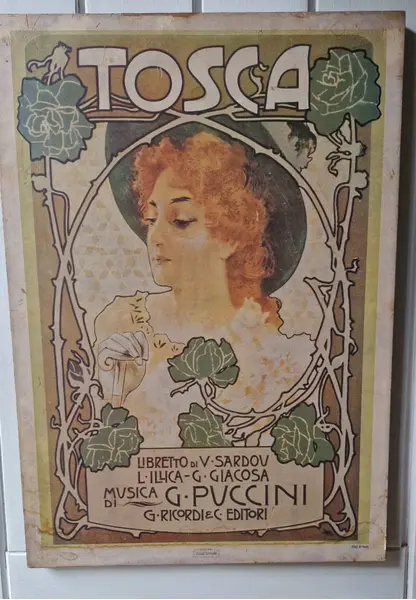 TOSCA
LIBRETTO DI V·SARDOU
L·ILLICA-G·GIACOSA
MUSICA DI G·PUCCINI
G·RICORDI & C· EDITORI